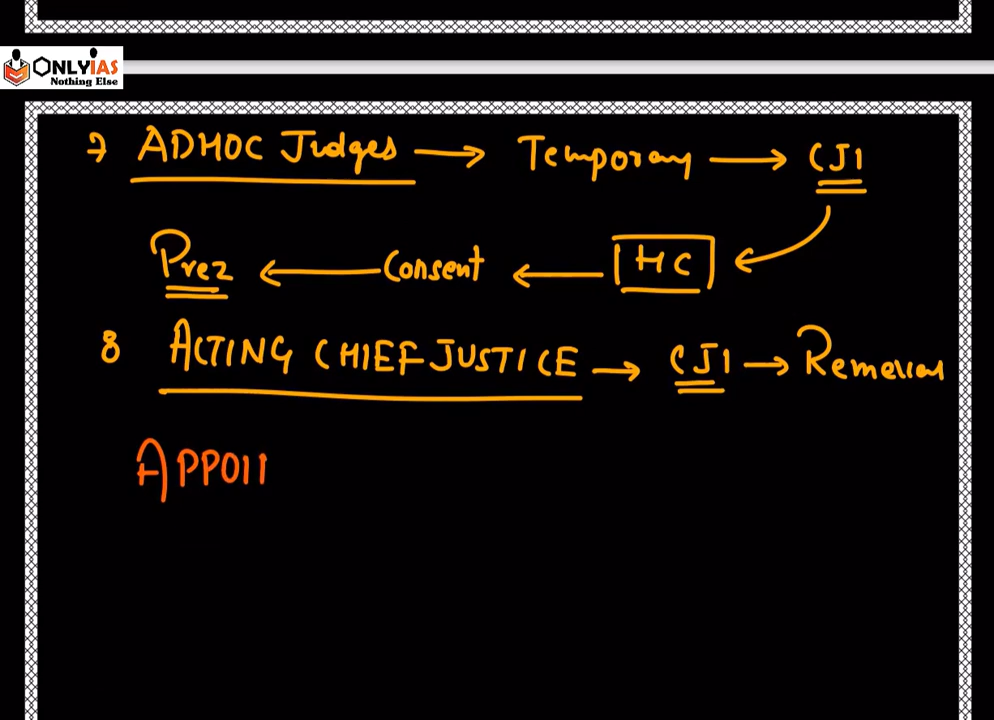 ONLYIAS
Nothing Else
7 ADHOC Judges → Temporary → CJI
Prez ← Consent ← HC
8 ACTING CHIEF JUSTICE → CJI → Removal
APPOI